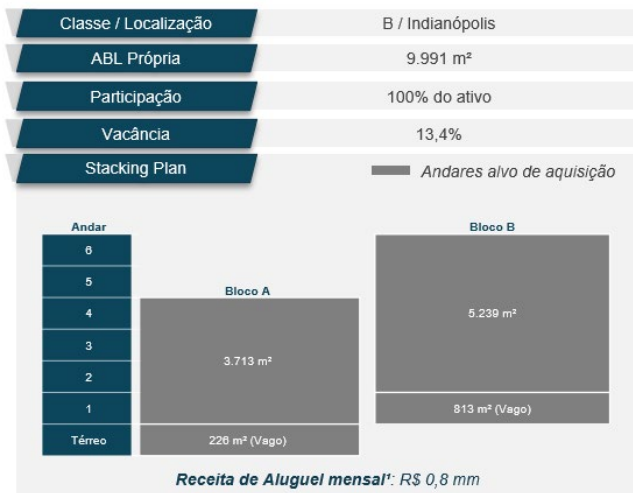 Classe / Localização
B / Indianópolis
ABL Própria
9.991 m²
Participação
100% do ativo
Vacância
13,4%
Stacking Plan
Andares alvo de aquisição
Andar
Bloco B
6
5
Bloco A
4
5.239 m²
3
3.713 m²
2
1
813 m² (Vago)
Térreo
226 m² (Vago)
Receita de Aluguel mensal¹: R$ 0,8 mm